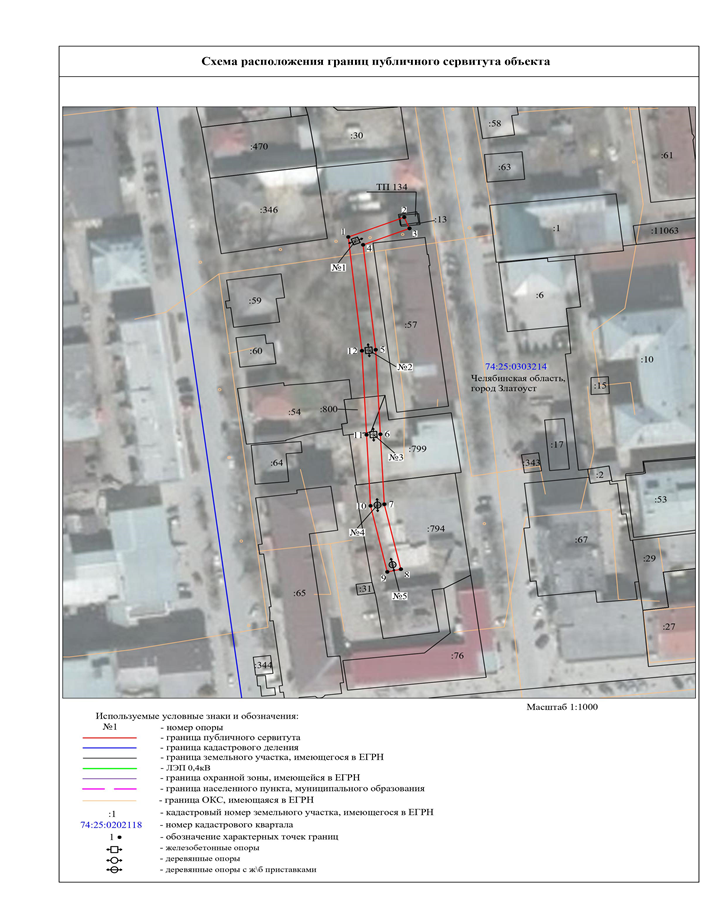 Схема расположения границ публичного сервитута объекта
:58
:30
:470
:61
:63
ТП 134
:346
2
:13
:1
:11063
1
3
4
№1
:6
:59
:57
12
5
:60
:10
№2
74:25:0303214
Челябинская область,
город Златоуст
:15
:54
:800
11
6
:17
:799
№3
:64
:343
:2
:53
10
7
№4
:794
:67
:29
9
8
:31
:65
№5
:27
:76
:344
Масштаб 1:1000
Используемые условные знаки и обозначения:
№1 - номер опоры
- граница публичного сервитута
- граница кадастрового деления
- граница земельного участка, имеющегося в ЕГРН
- ЛЭП 0,4кВ
- граница охранной зоны, имеющейся в ЕГРН
- граница населенного пункта, муниципального образования
- граница ОКС, имеющаяся в ЕГРН
:1 - кадастровый номер земельного участка, имеющегося в ЕГРН
74:25:0202118 - номер кадастрового квартала
1 - обозначение характерных точек границ
- железобетонные опоры
- деревянные опоры
- деревянные опоры с ж\б приставками